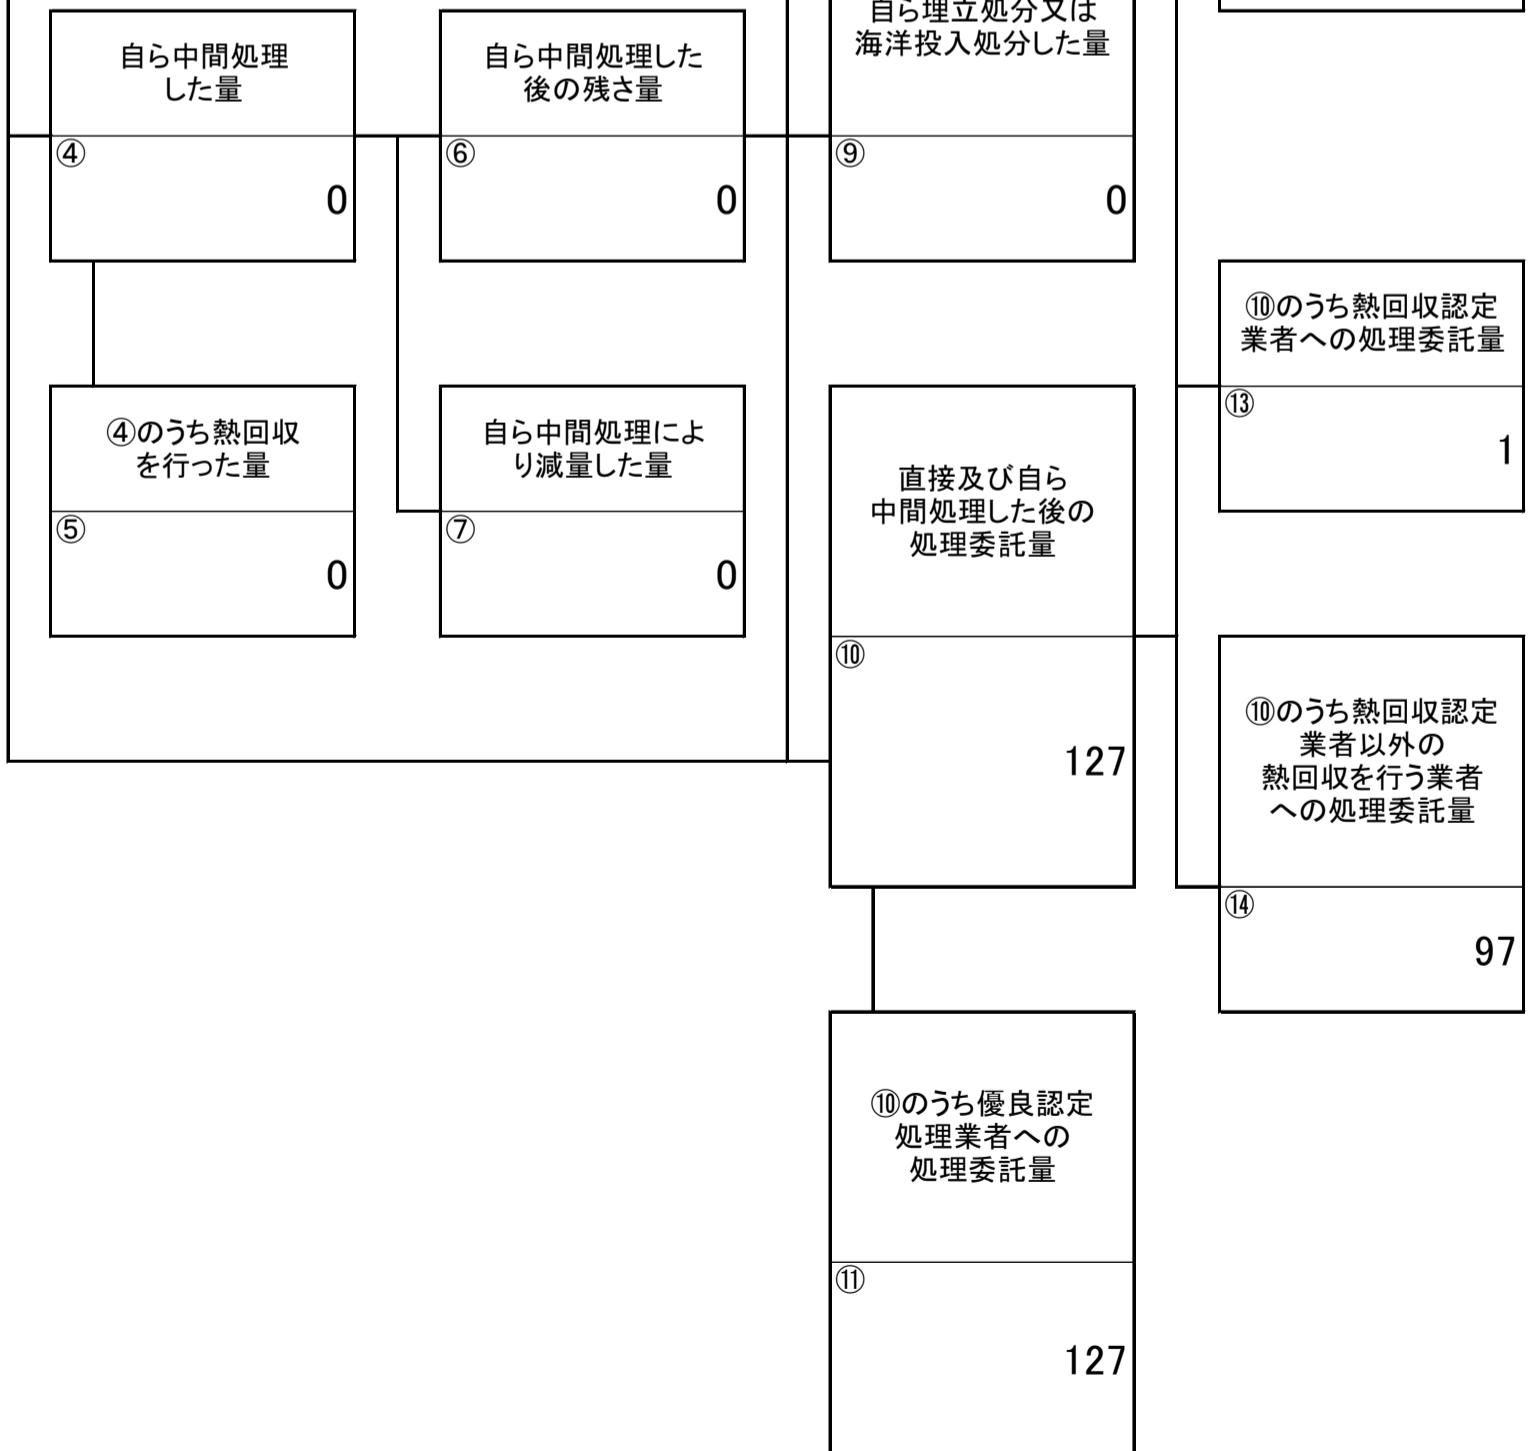 自ら中間処理
した量
④
0
自ら中間処理した
後の残さ量
⑥
0
自ら埋立処分又は
海洋投入処分した量
⑨
0
⑩のうち熱回収認定
業者への処理委託量
⑬
1
④のうち熱回収
を行った量
⑤
0
自ら中間処理によ
り減量した量
⑦
0
直接及び自ら
中間処理した後の
処理委託量
⑩
127
⑩のうち熱回収認定
業者以外の
熱回収を行う業者
への処理委託量
⑭
97
⑩のうち優良認定
処理業者への
処理委託量
⑪
127